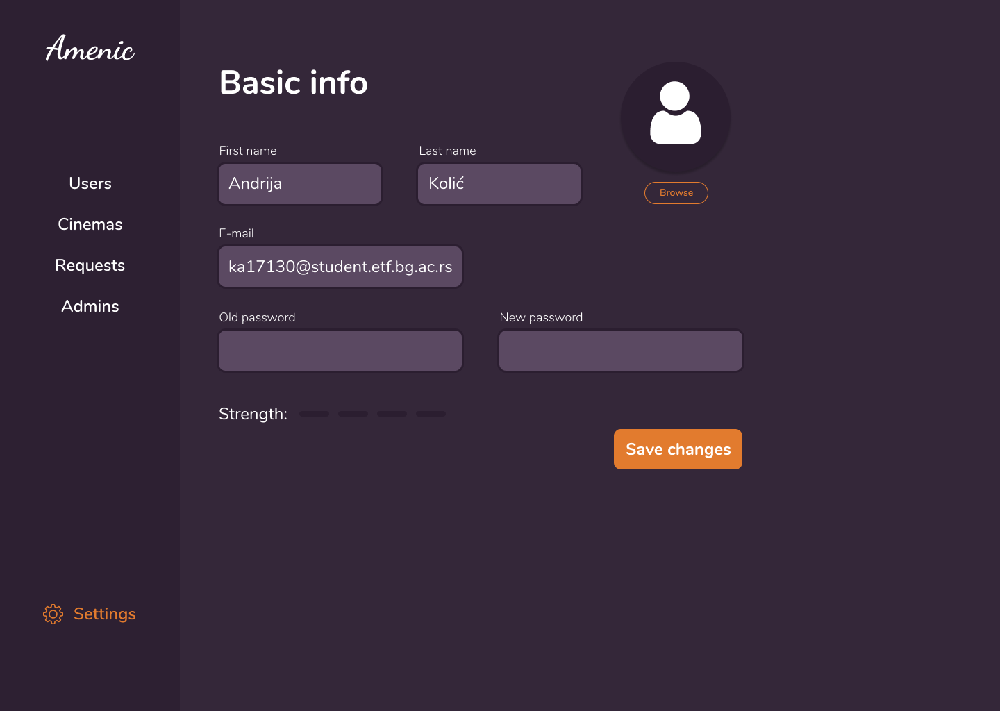 Amenic
Users
Cinemas
Requests
Admins
Settings
Basic info
First name
Last name
Andrija
Kolić
Browse
E-mail
ka17130@student.etf.bg.ac.rs
Old password
New password
Strength:
Save changes